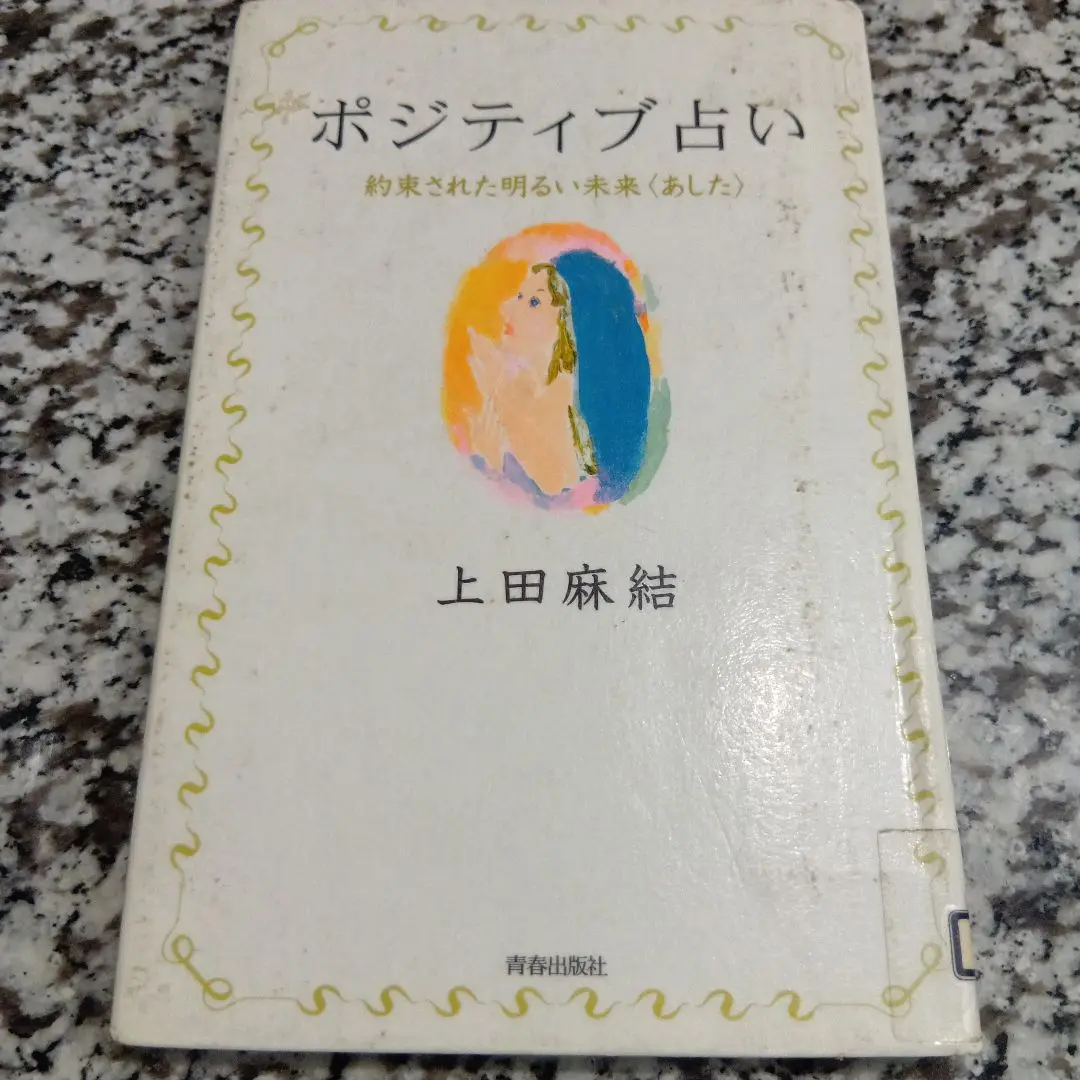 ポジティブ占い
約束された明るい未来〈あした〉
上田麻結
青春出版社